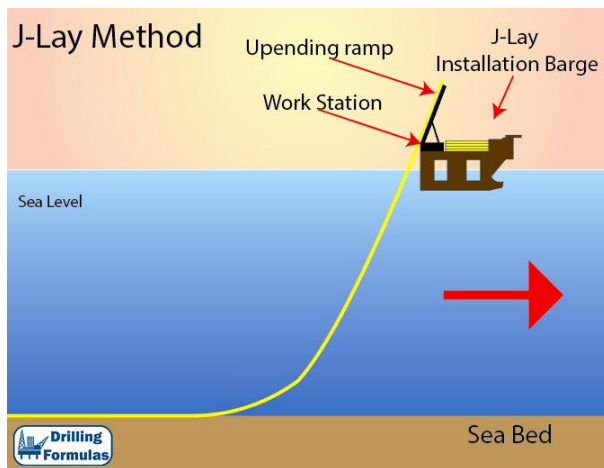 J-Lay Method
Upending ramp
J-Lay
Installation Barge
Work Station
Sea Level
Sea Bed
Drilling
Formulas